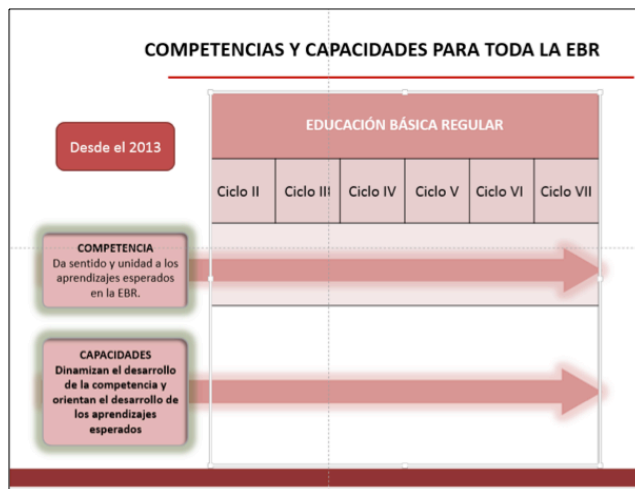 COMPETENCIAS Y CAPACIDADES PARA TODA LA EBR
Desde el 2013
EDUCACIÓN BÁSICA REGULAR
Ciclo II Ciclo III Ciclo IV Ciclo V Ciclo VI Ciclo VII
COMPETENCIA
Da sentido y unidad a los
aprendizajes esperados
en la EBR.
CAPACIDADES
Dinamizan el desarrollo
de la competencia y
orientan el desarrollo de
los aprendizajes
esperados